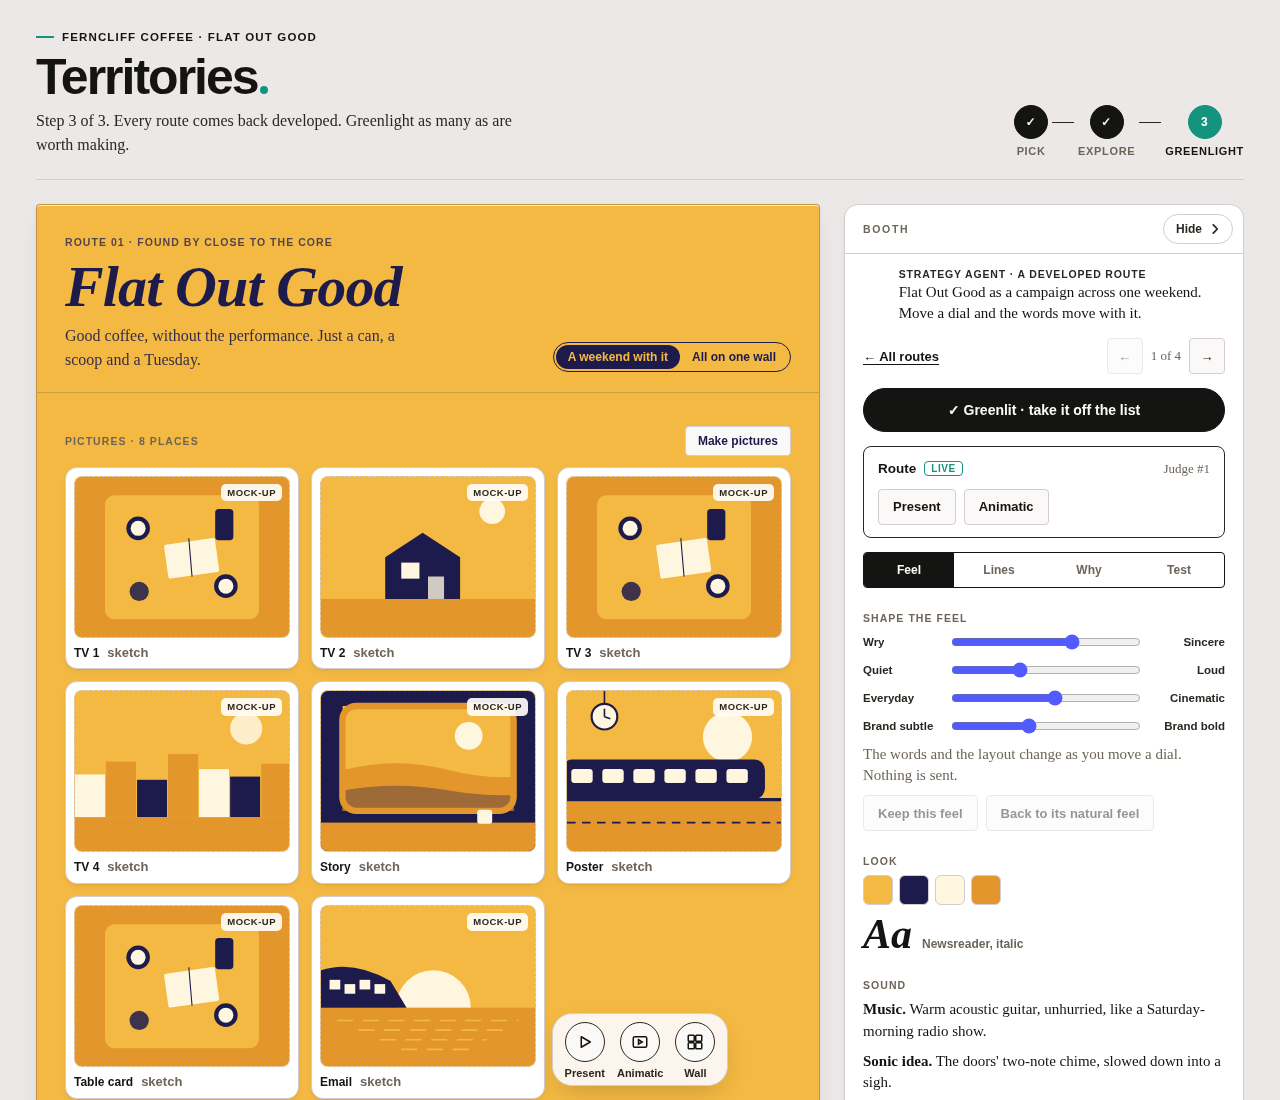 FERNCLIFF COFFEE · FLAT OUT GOOD
Territories.
Step 3 of 3. Every route comes back developed. Greenlight as many as are
worth making.
✓
✓
3
PICK
EXPLORE
GREENLIGHT
ROUTE 01 · FOUND BY CLOSE TO THE CORE
Flat Out Good
Good coffee, without the performance. Just a can, a
scoop and a Tuesday.
A weekend with it
All on one wall
PICTURES · 8 PLACES
Make pictures
MOCK-UP
MOCK-UP
MOCK-UP
TV 1 sketch
TV 2 sketch
TV 3 sketch
MOCK-UP
MOCK-UP
MOCK-UP
TV 4 sketch
Story sketch
Poster sketch
MOCK-UP
MOCK-UP
Table card sketch
Email sketch
Present
Animatic
Wall
BOOTH
Hide
STRATEGY AGENT · A DEVELOPED ROUTE
Flat Out Good as a campaign across one weekend.
Move a dial and the words move with it.
← All routes
←
1 of 4
→
✓ Greenlit · take it off the list
Route
LIVE
Judge #1
Present
Animatic
Feel
Lines
Why
Test
SHAPE THE FEEL
Wry
Sincere
Quiet
Loud
Everyday
Cinematic
Brand subtle
Brand bold
The words and the layout change as you move a dial.
Nothing is sent.
Keep this feel
Back to its natural feel
LOOK
Aa
Newsreader, italic
SOUND
Music. Warm acoustic guitar, unhurried, like a Saturday-
morning radio show.
Sonic idea. The doors' two-note chime, slowed down into a
sigh.